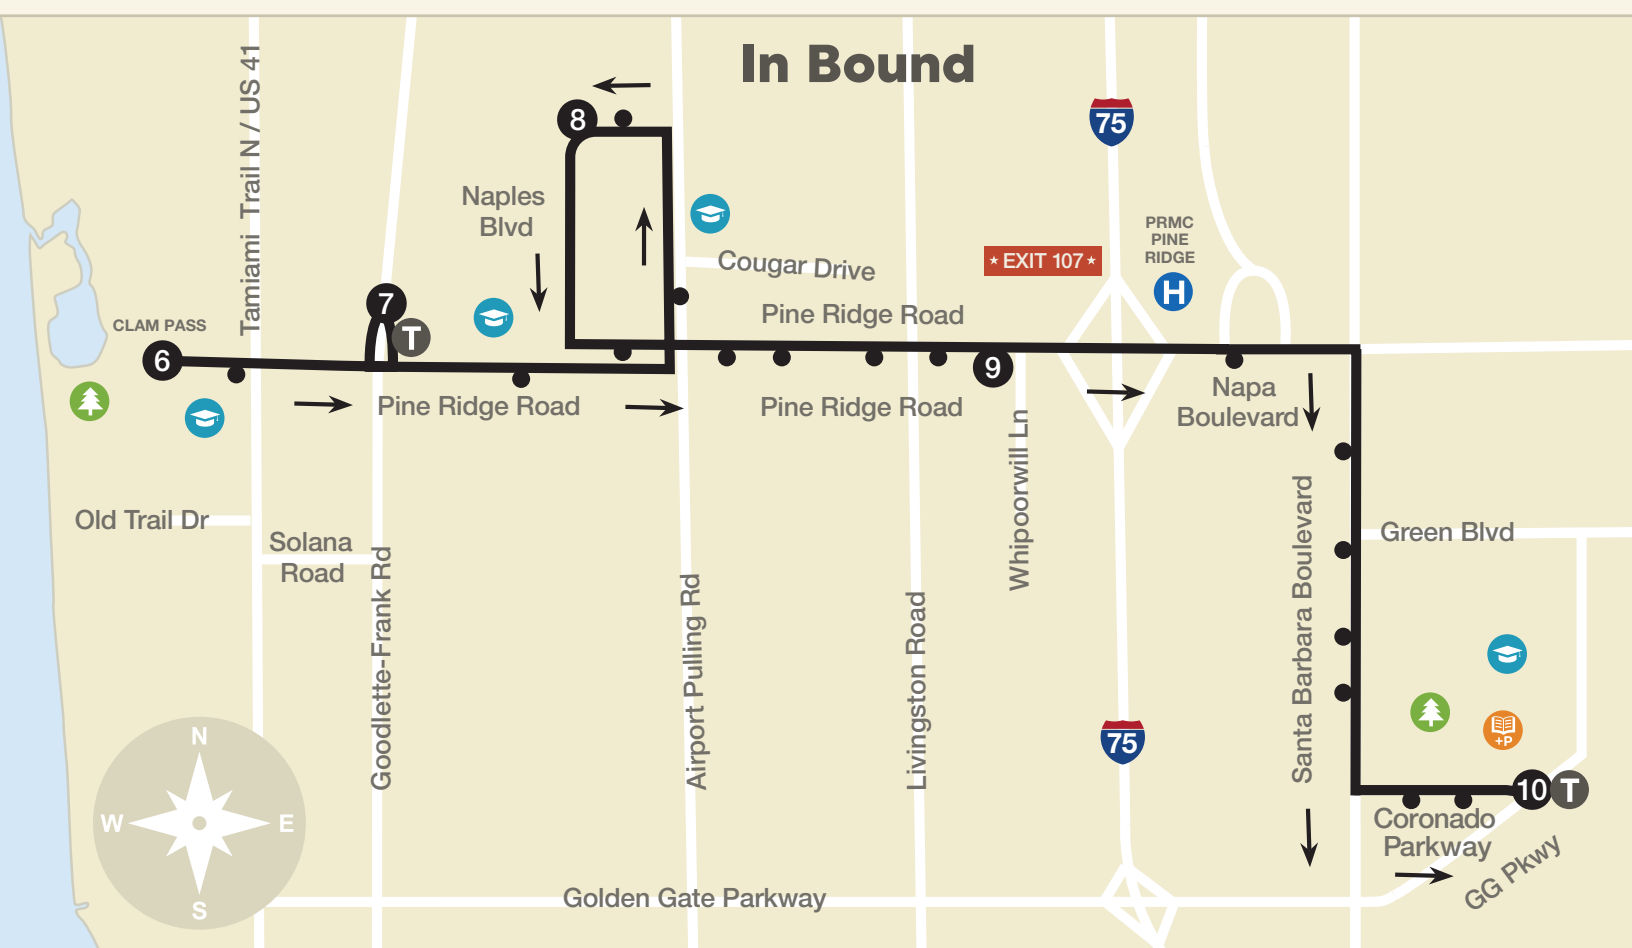 In Bound
Tamiami Trail N / US 41
8
75
Naples
Blvd
PRMC
PINE
RIDGE
H
★ EXIT 107 ★
Cougar Drive
7
T
Pine Ridge Road
CLAM PASS
6
9
Pine Ridge Road
Pine Ridge Road
Napa
Boulevard
Whipoorwill Ln
Old Trail Dr
Solana
Road
Green Blvd
Goodlette-Frank Rd
Airport Pulling Rd
Livingston Road
Santa Barbara Boulevard
75
+P
10
T
Coronado
Parkway
GG Pkwy
Golden Gate Parkway
N
W
E
S